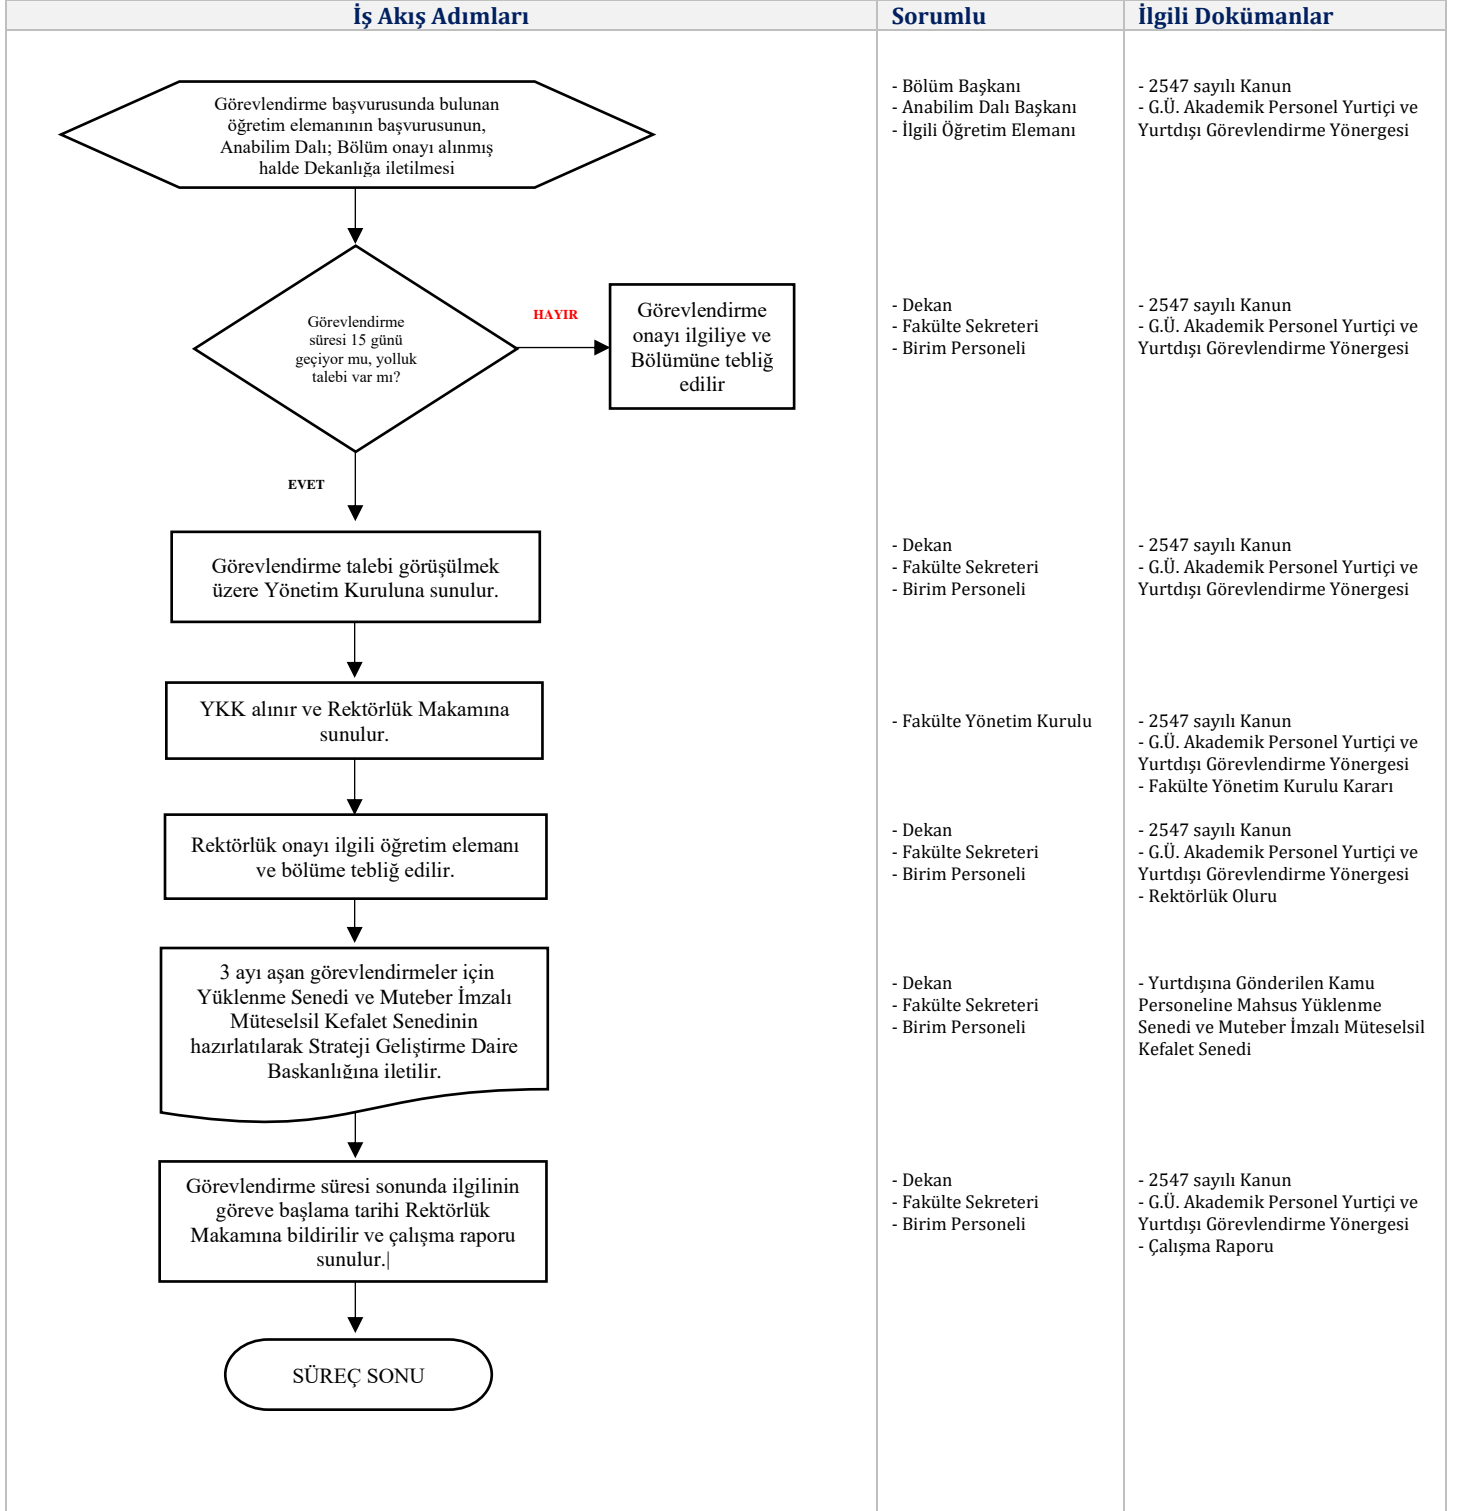 İş Akış Adımları
Sorumlu
İlgili Dokümanlar
Görevlendirme başvurusunda bulunan
öğretim elemanının başvurusunun,
Anabilim Dalı; Bölüm onayı alınmış
halde Dekanlığa iletilmesi
- Bölüm Başkanı
- Anabilim Dalı Başkanı
- İlgili Öğretim Elemanı
- 2547 sayılı Kanun
- G.Ü. Akademik Personel Yurtiçi ve
Yurtdışı Görevlendirme Yönergesi
Görevlendirme
süresi 15 günü
geçiyor mu, yolluk
talebi var mı?
HAYIR
Görevlendirme
onayı ilgiliye ve
Bölümüne tebliğ
edilir
- Dekan
- Fakülte Sekreteri
- Birim Personeli
- 2547 sayılı Kanun
- G.Ü. Akademik Personel Yurtiçi ve
Yurtdışı Görevlendirme Yönergesi
EVET
Görevlendirme talebi görüşülmek
üzere Yönetim Kuruluna sunulur.
- Dekan
- Fakülte Sekreteri
- Birim Personeli
- 2547 sayılı Kanun
- G.Ü. Akademik Personel Yurtiçi ve
Yurtdışı Görevlendirme Yönergesi
YKK alınır ve Rektörlük Makamına
sunulur.
- Fakülte Yönetim Kurulu
- 2547 sayılı Kanun
- G.Ü. Akademik Personel Yurtiçi ve
Yurtdışı Görevlendirme Yönergesi
- Fakülte Yönetim Kurulu Kararı
Rektörlük onayı ilgili öğretim elemanı
ve bölüme tebliğ edilir.
- Dekan
- Fakülte Sekreteri
- Birim Personeli
- 2547 sayılı Kanun
- G.Ü. Akademik Personel Yurtiçi ve
Yurtdışı Görevlendirme Yönergesi
- Rektörlük Oluru
3 ayı aşan görevlendirmeler için
Yüklenme Senedi ve Muteber İmzalı
Müteselsil Kefalet Senedinin
hazırlatılarak Strateji Geliştirme Daire
Başkanlığına iletilir.
- Dekan
- Fakülte Sekreteri
- Birim Personeli
- Yurtdışına Gönderilen Kamu
Personeline Mahsus Yüklenme
Senedi ve Muteber İmzalı Müteselsil
Kefalet Senedi
Görevlendirme süresi sonunda ilgilinin
göreve başlama tarihi Rektörlük
Makamına bildirilir ve çalışma raporu
sunulur.|
- Dekan
- Fakülte Sekreteri
- Birim Personeli
- 2547 sayılı Kanun
- G.Ü. Akademik Personel Yurtiçi ve
Yurtdışı Görevlendirme Yönergesi
- Çalışma Raporu
SÜREÇ SONU